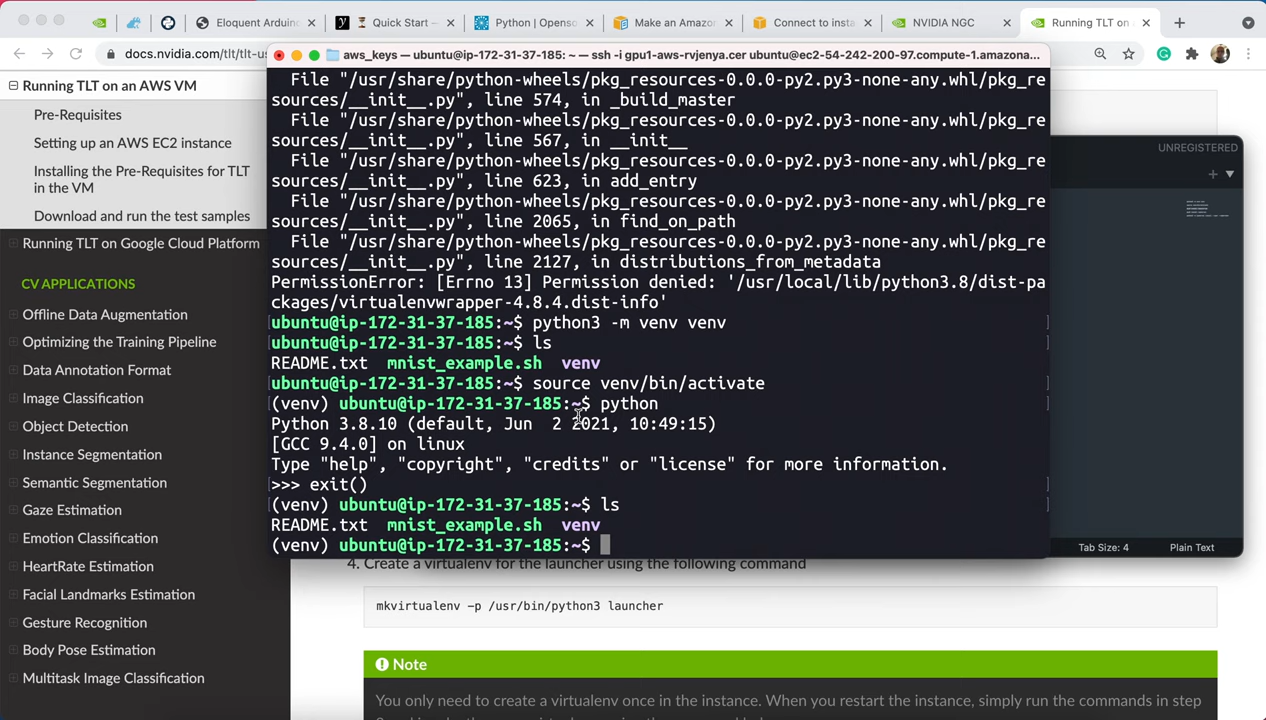 Eloquent Arduin
Quick Start –
Python | Openso
Make an Amazon
Connect to insta
NVIDIA NGC
Running TLT on
docs.nvidia.com/tlt/tlt-us
aws_keys — ubuntu@ip-172-31-37-185: ~ — ssh -i gpu1-aws-rvjenya.cer ubuntu@ec2-54-242-200-97.compute-1.amazona...
Running TLT on an AWS VM
Pre-Requisites
Setting up an AWS EC2 instance
Installing the Pre-Requisites for TLT
in the VM
Download and run the test samples
Running TLT on Google Cloud Platform
CV APPLICATIONS
Offline Data Augmentation
Optimizing the Training Pipeline
Data Annotation Format
Image Classification
Object Detection
Instance Segmentation
Semantic Segmentation
Gaze Estimation
Emotion Classification
HeartRate Estimation
Facial Landmarks Estimation
Gesture Recognition
Body Pose Estimation
Multitask Image Classification
File "/usr/share/python-wheels/pkg_resources-0.0.0-py2.py3-none-any.whl/pkg_re
sources/__init__.py", line 574, in _build_master
File "/usr/share/python-wheels/pkg_resources-0.0.0-py2.py3-none-any.whl/pkg_re
sources/__init__.py", line 567, in __init__
File "/usr/share/python-wheels/pkg_resources-0.0.0-py2.py3-none-any.whl/pkg_re
sources/__init__.py", line 623, in add_entry
File "/usr/share/python-wheels/pkg_resources-0.0.0-py2.py3-none-any.whl/pkg_re
sources/__init__.py", line 2065, in find_on_path
File "/usr/share/python-wheels/pkg_resources-0.0.0-py2.py3-none-any.whl/pkg_re
sources/__init__.py", line 2127, in distributions_from_metadata
PermissionError: [Errno 13] Permission denied: '/usr/local/lib/python3.8/dist-pa
ckages/virtualenvwrapper-4.8.4.dist-info'
ubuntu@ip-172-31-37-185:~$ python3 -m venv venv
ubuntu@ip-172-31-37-185:~$ ls
README.txt mnist_example.sh venv
ubuntu@ip-172-31-37-185:~$ source venv/bin/activate
(venv) ubuntu@ip-172-31-37-185:~$ python
Python 3.8.10 (default, Jun 2 2021, 10:49:15)
[GCC 9.4.0] on linux
Type "help", "copyright", "credits" or "license" for more information.
>>> exit()
(venv) ubuntu@ip-172-31-37-185:~$ ls
README.txt mnist_example.sh venv
(venv) ubuntu@ip-172-31-37-185:~$
UNREGISTERED
Tab Size: 4 Plain Text
4. Create a virtualenv for the launcher using the following command
mkvirtualenv -p /usr/bin/python3 launcher
Note
You only need to create a virtualenv once in the instance. When you restart the instance, simply run the commands in step